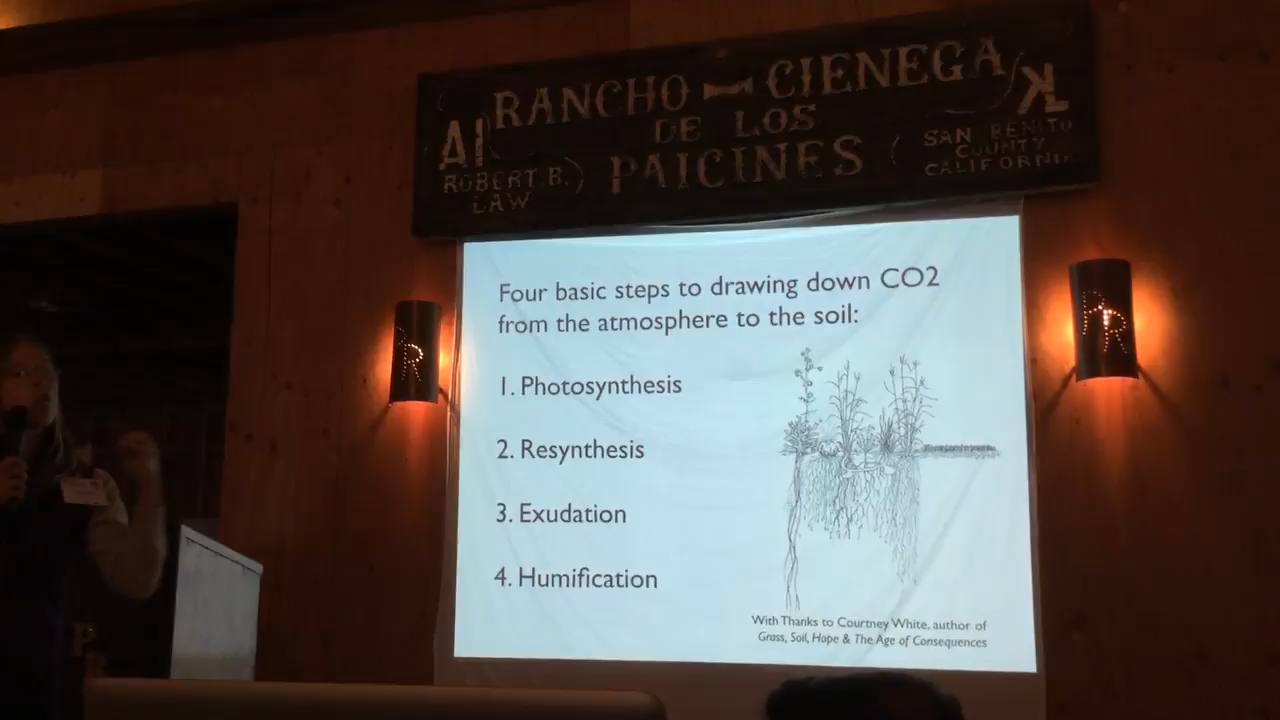 RANCHO CIENEGA
DE LOS
PAICINES
ROBERT B.
LAW
SAN BENITO
COUNTY
CALIFORNIA
R
R
Four basic steps to drawing down CO2
from the atmosphere to the soil:
1. Photosynthesis
2. Resynthesis
3. Exudation
4. Humification
With Thanks to Courtney White, author of
Grass, Soil, Hope & The Age of Consequences